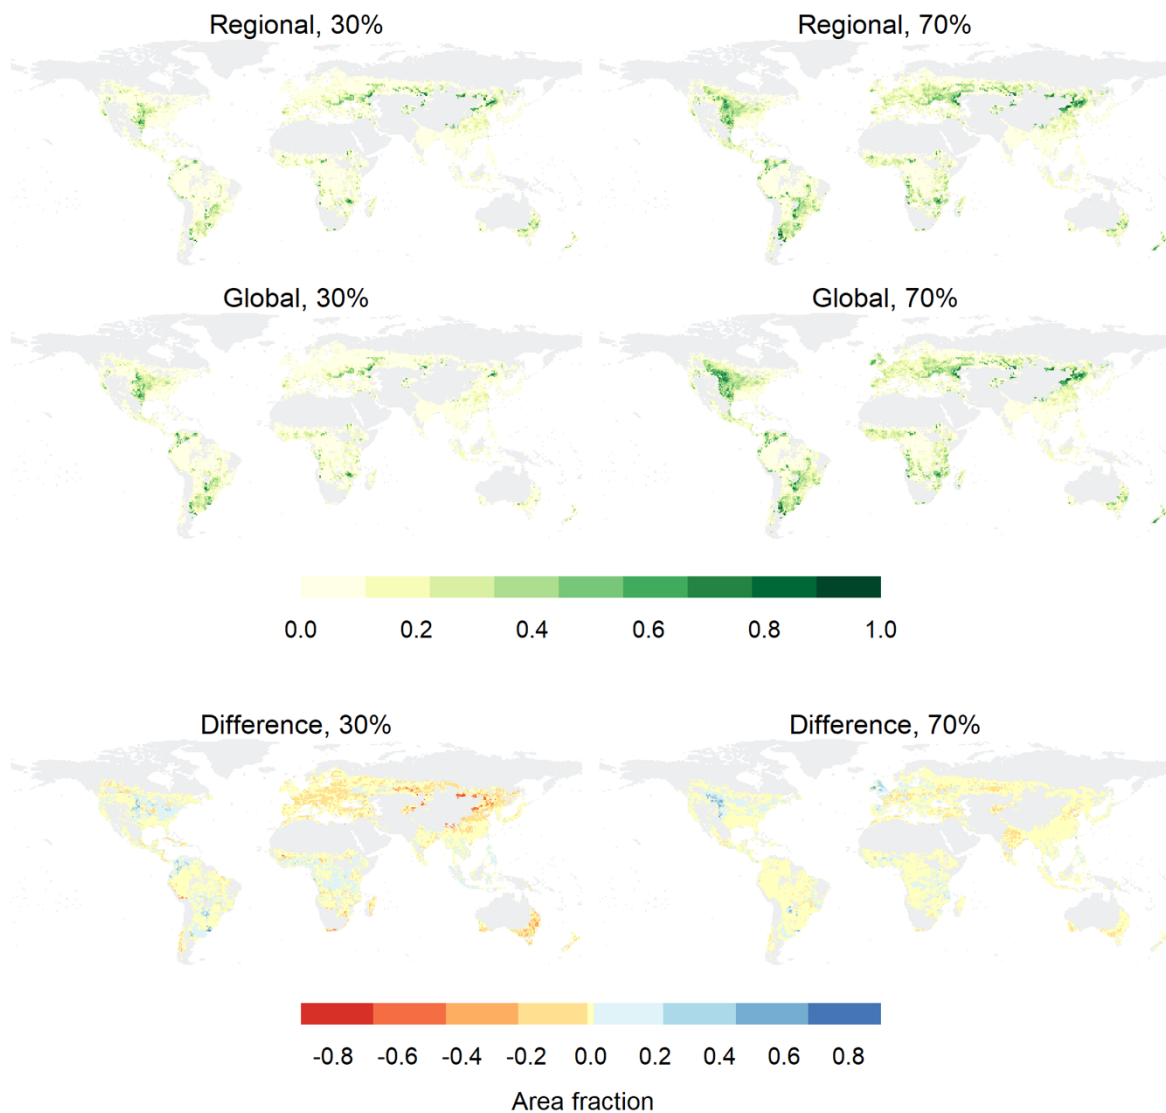 Regional, 30%
Regional, 70%
Global, 30%
Global, 70%
0.0 0.2 0.4 0.6 0.8 1.0
Difference, 30%
Difference, 70%
-0.8 -0.6 -0.4 -0.2 0.0 0.2 0.4 0.6 0.8
Area fraction